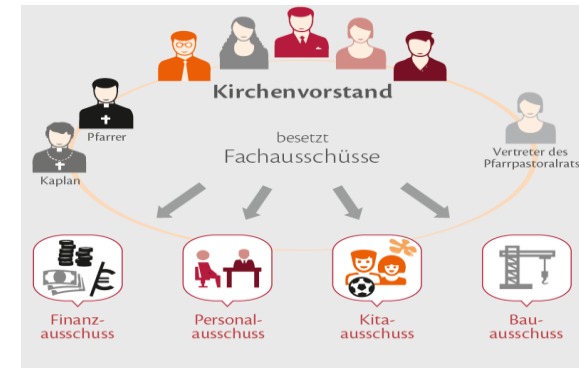 Kirchenvorstand
Pfarrer
Kaplan
besetzt
Fachausschüsse
Vertreter des
Pfarrpastoralrats
Finanz-
ausschuss
Personal-
ausschuss
Kita-
ausschuss
Bau-
ausschuss